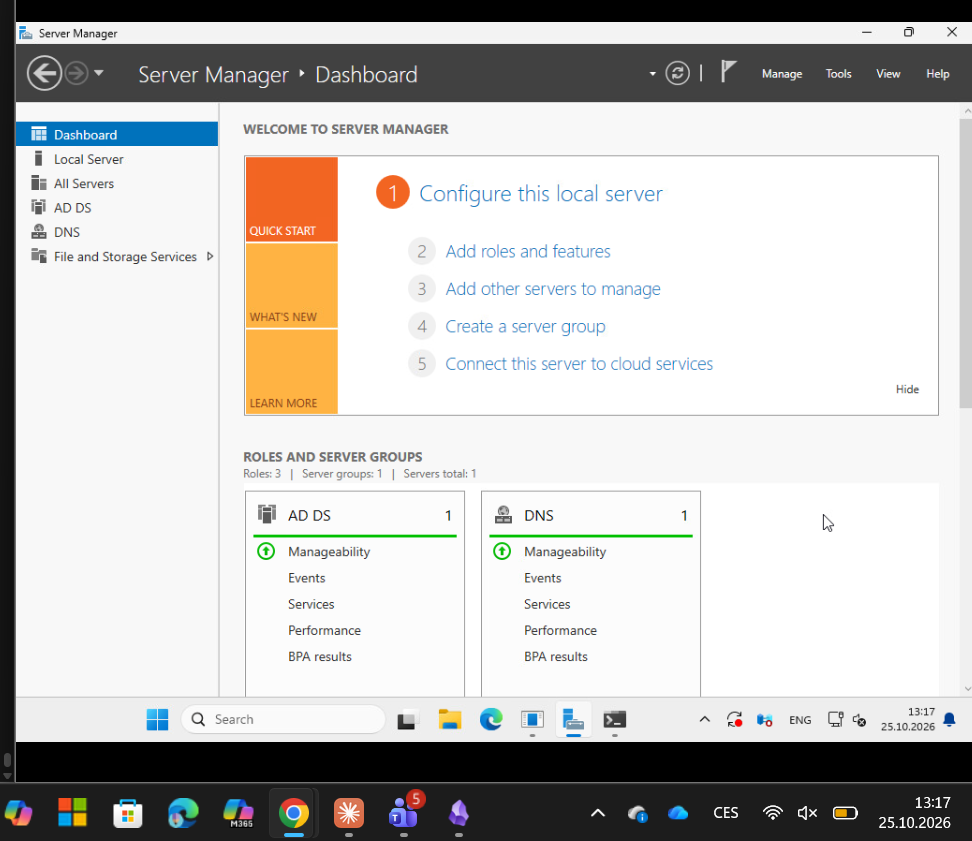 Server Manager
Server Manager ‣ Dashboard
Manage Tools View Help
Dashboard
Local Server
All Servers
AD DS
DNS
File and Storage Services
WELCOME TO SERVER MANAGER
QUICK START
WHAT'S NEW
LEARN MORE
1 Configure this local server
2 Add roles and features
3 Add other servers to manage
4 Create a server group
5 Connect this server to cloud services
Hide
ROLES AND SERVER GROUPS
Roles: 3 | Server groups: 1 | Servers total: 1
AD DS 1
Manageability
Events
Services
Performance
BPA results
DNS 1
Manageability
Events
Services
Performance
BPA results
Search
ENG
13:17
25.10.2026
M365
5
CES
13:17
25.10.2026